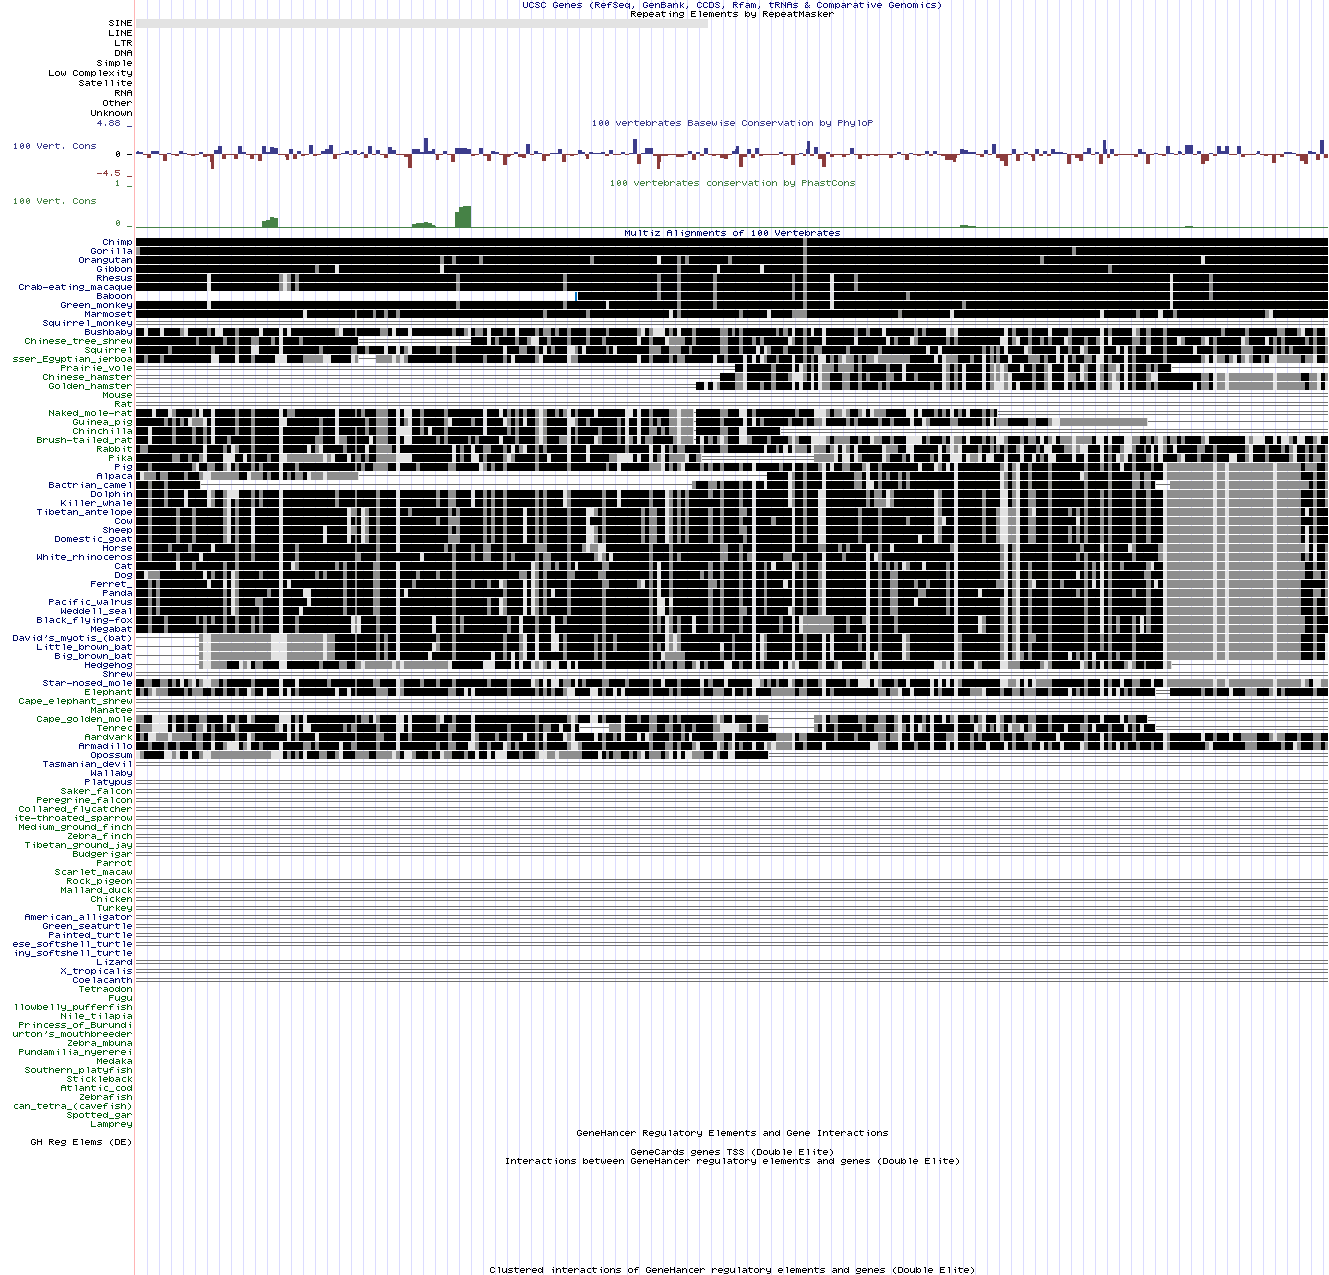 UCSC Genes (RefSeq, GenBank, CCDS, Rfam, tRNAs & Comparative Genomics)
Repeating Elements by RepeatMasker
SINE
LINE
LTR
DNA
Simple
Low Complexity
Satellite
RNA
Other
Unknown
4.88 _
100 vertebrates Basewise Conservation by PhyloP
100 Vert. Cons
0 -
-4.5 _
100 vertebrates conservation by PhastCons
1 _
100 Vert. Cons
0 _
Multiz Alignments of 100 Vertebrates
Chimp
Gorilla
Orangutan
Gibbon
Rhesus
Crab-eating_macaque
Baboon
Green_monkey
Marmoset
Squirrel_monkey
Bushbaby
Chinese_tree_shrew
Squirrel
sser_Egyptian_jerboa
Prairie_vole
Chinese_hamster
Golden_hamster
Mouse
Rat
Naked_mole-rat
Guinea_pig
Chinchilla
Brush-tailed_rat
Rabbit
Pika
Pig
Alpaca
Bactrian_camel
Dolphin
Killer_whale
Tibetan_antelope
Cow
Sheep
Domestic_goat
Horse
White_rhinoceros
Cat
Dog
Ferret_
Panda
Pacific_walrus
Weddell_seal
Black_flying-fox
Megabat
David's_myotis_(bat)
Little_brown_bat
Big_brown_bat
Hedgehog
Shrew
Star-nosed_mole
Elephant
Cape_elephant_shrew
Manatee
Cape_golden_mole
Tenrec
Aardvark
Armadillo
Opossum
Tasmanian_devil
Wallaby
Platypus
Saker_falcon
Peregrine_falcon
Collared_flycatcher
ite-throated_sparrow
Medium_ground_finch
Zebra_finch
Tibetan_ground_jay
Budgerigar
Parrot
Scarlet_macaw
Rock_pigeon
Mallard_duck
Chicken
Turkey
American_alligator
Green_seaturtle
Painted_turtle
ese_softshell_turtle
iny_softshell_turtle
Lizard
X_tropicalis
Coelacanth
Tetraodon
Fugu
llowbelly_pufferfish
Nile_tilapia
Princess_of_Burundi
urton's_mouthbreeder
Zebra_mbuna
Pundamilia_nyererei
Medaka
Southern_platyfish
Stickleback
Atlantic_cod
Zebrafish
can_tetra_(cavefish)
Spotted_gar
Lamprey
GeneHancer Regulatory Elements and Gene Interactions
GH Reg Elems (DE)
GeneCards genes TSS (Double Elite)
Interactions between GeneHancer regulatory elements and genes (Double Elite)
Clustered interactions of GeneHancer regulatory elements and genes (Double Elite)